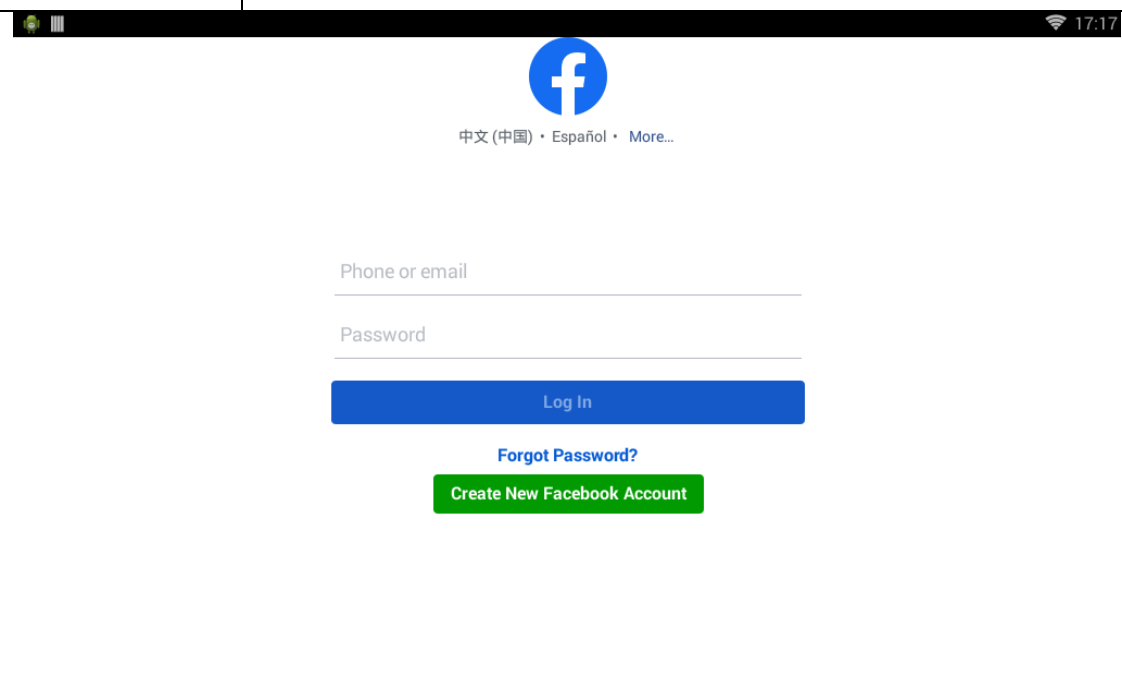 17:17
中文 (中国) • Español • More...
Phone or email
Password
Log In
Forgot Password?
Create New Facebook Account